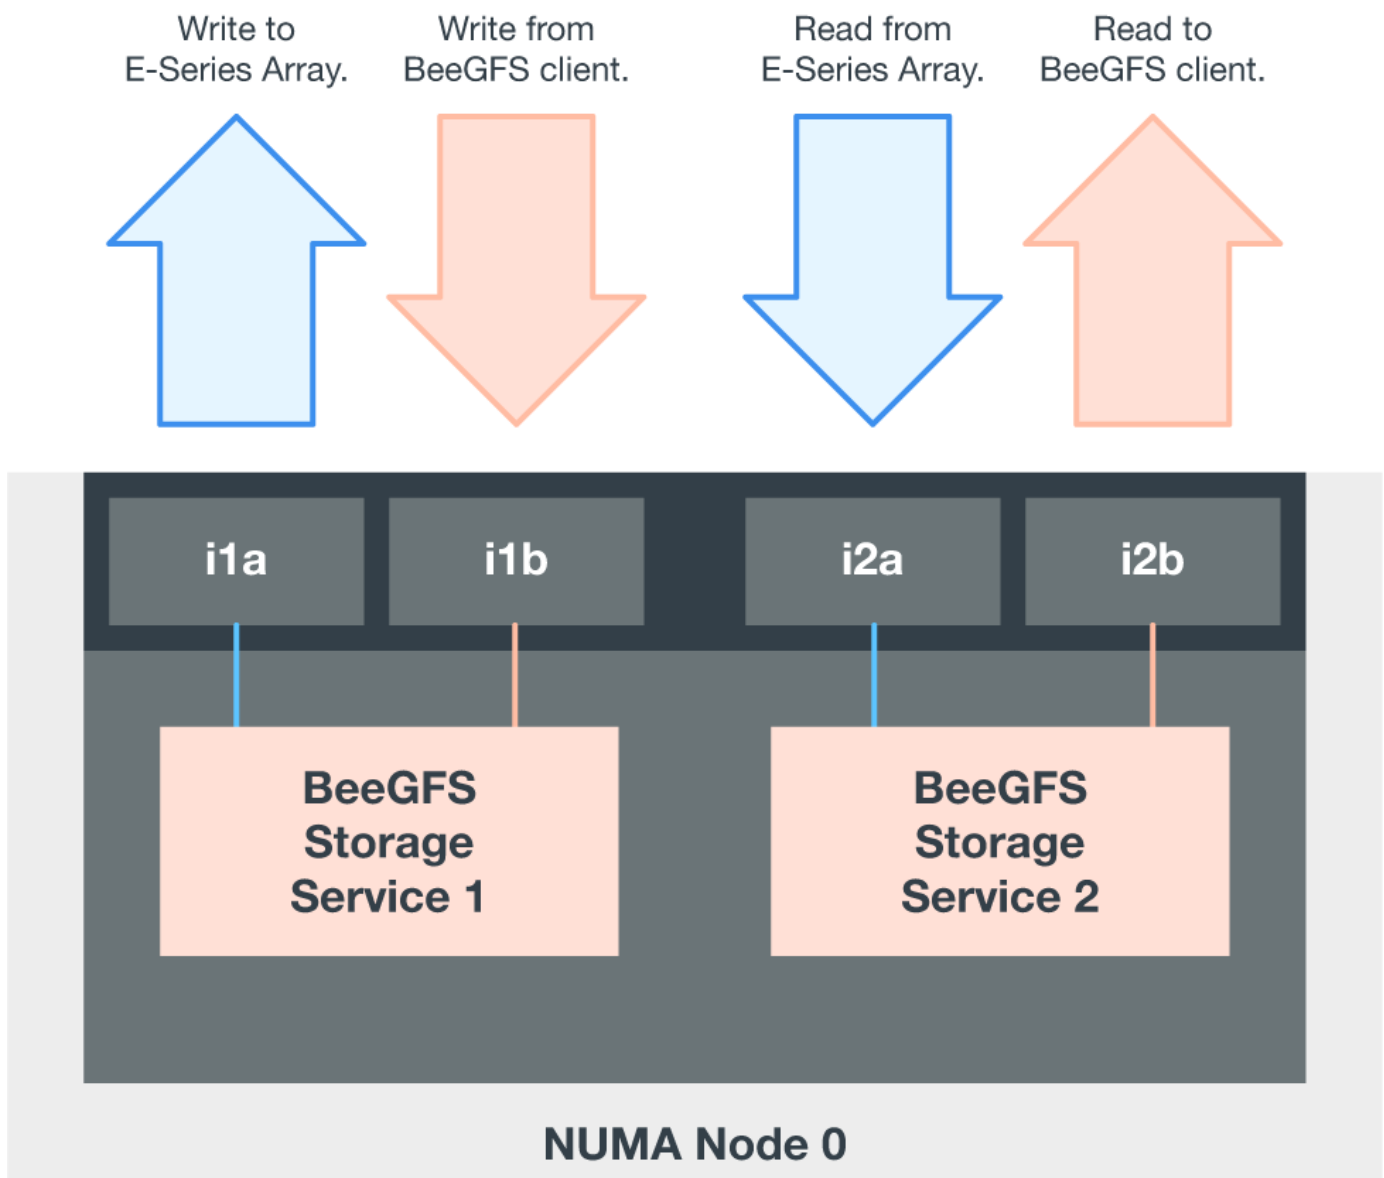 Write to
E-Series Array.
Write from
BeeGFS client.
Read from
E-Series Array.
Read to
BeeGFS client.
i1a
i1b
i2a
i2b
BeeGFS
Storage
Service 1
BeeGFS
Storage
Service 2
NUMA Node 0